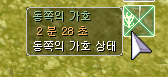 동쪽의 가호
2 분 28 초
동쪽의 가호 상태